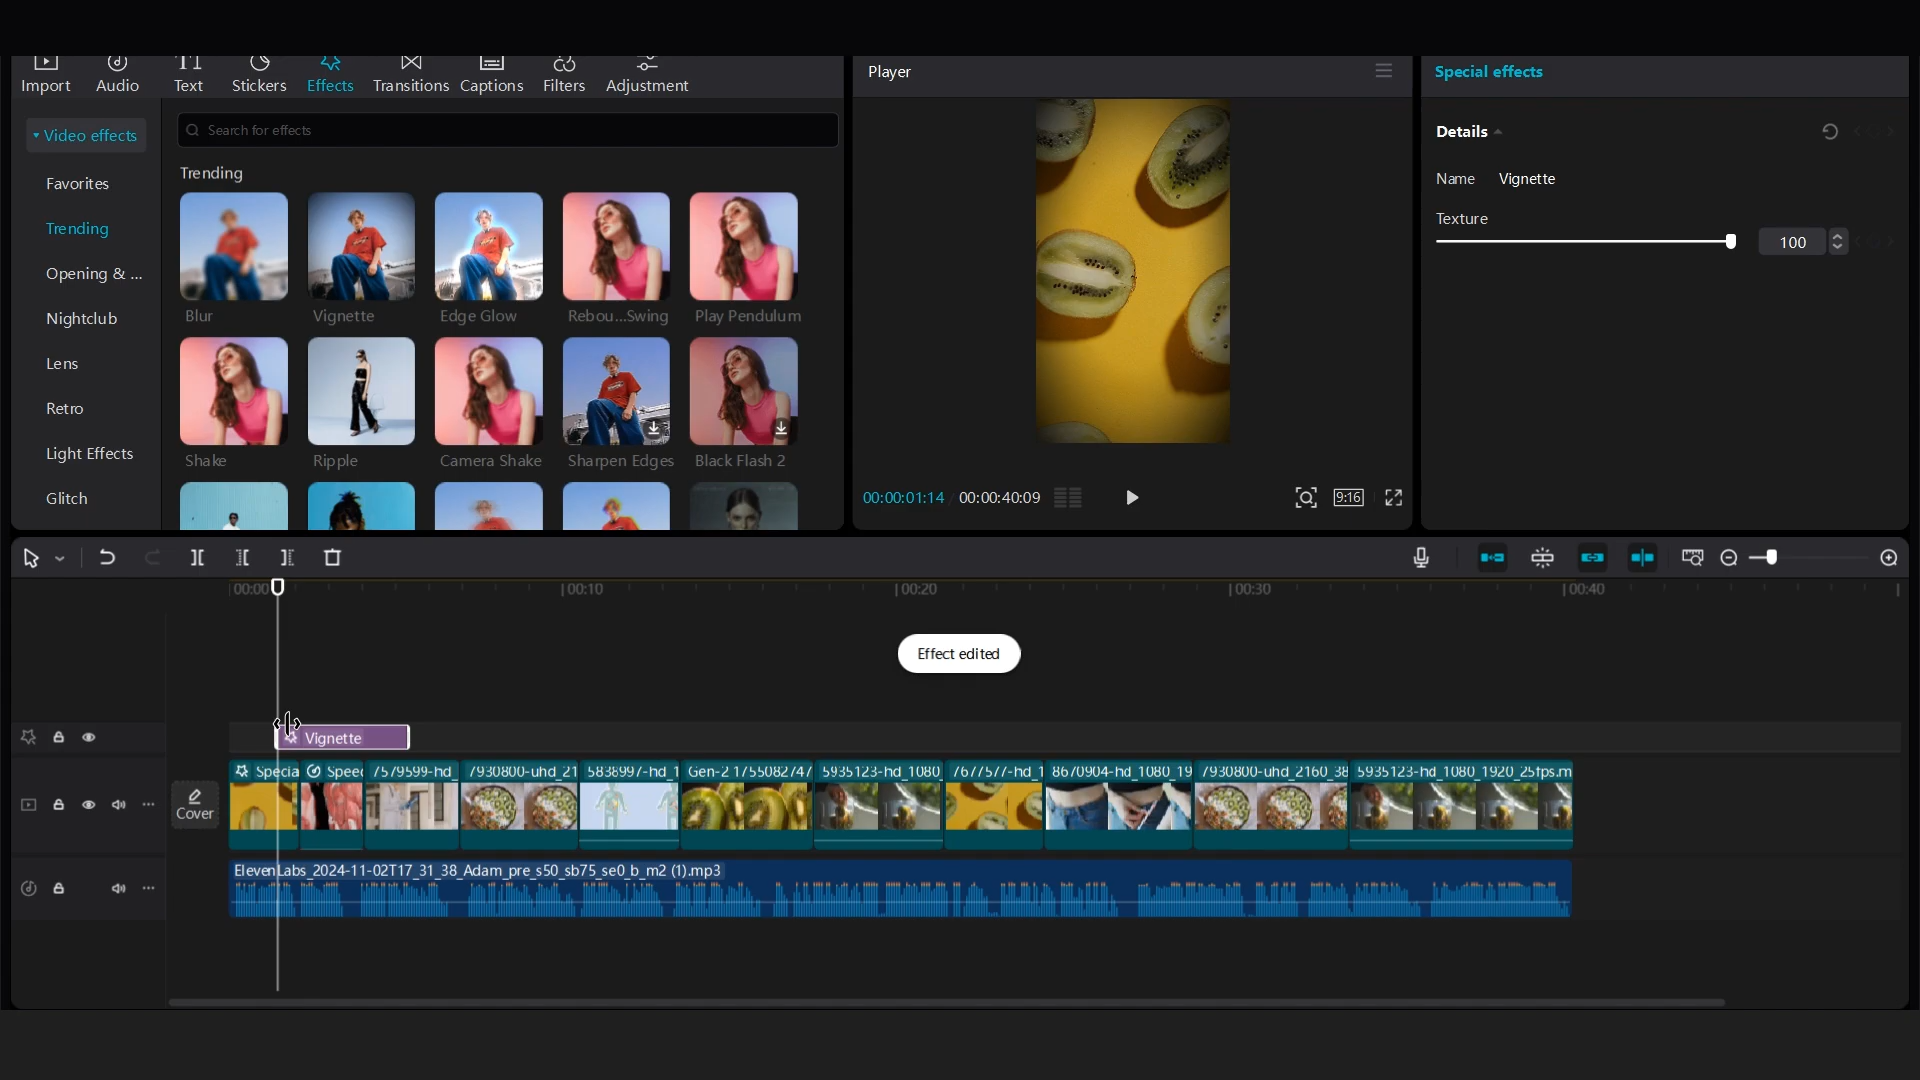 Import Audio Text Stickers Effects Transitions Captions Filters Adjustment
Player
Special effects
Video effects
Favorites
Trending
Opening & ...
Nightclub
Lens
Retro
Light Effects
Glitch
Search for effects
Trending
Blur Vignette Edge Glow Rebou...Swing Play Pendulum
Shake Ripple Camera Shake Sharpen Edges Black Flash 2
00:00:01:14 00:00:40:09
9:16
Details
Name Vignette
Texture
100
00:00 00:10 00:20 00:30 00:40
Effect edited
Vignette
Cover
Specia Speed 7579599-hd_ 7930800-uhd_21 5838997-hd_1 Gen-2 1755082747 5935123-hd_1080_ 7677577-hd_1 8670904-hd_1080_19 7930800-uhd_2160_38 5935123-hd_1080_1920_25fps.m
ElevenLabs_2024-11-02T17_31_38_Adam_pre_s50_sb75_se0_b_m2 (1).mp3